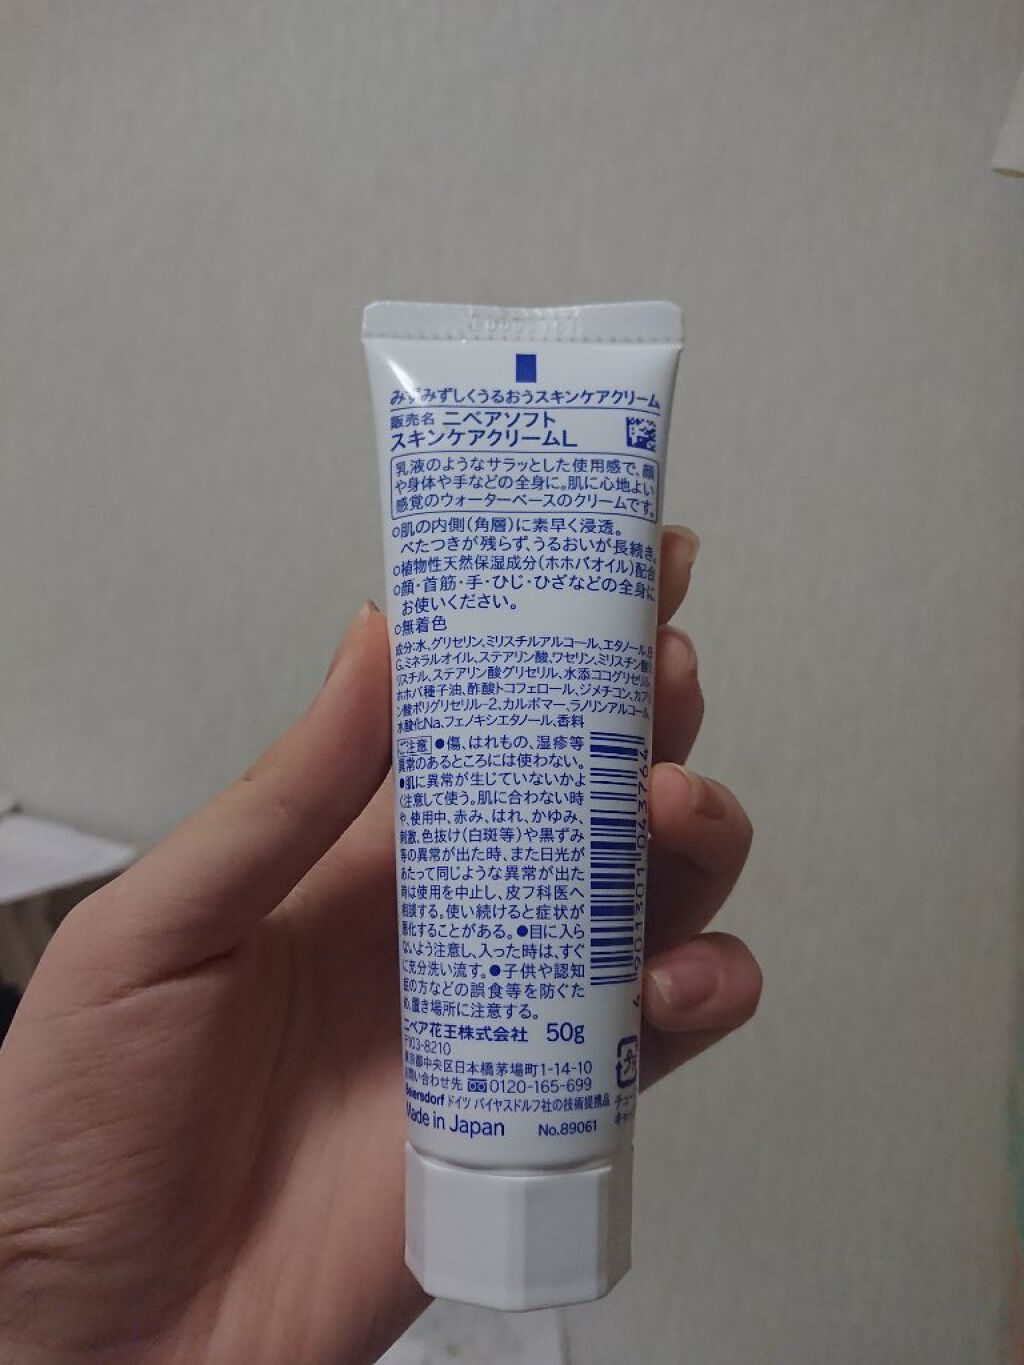 みずみずしくうるおうスキンケアクリーム
販売名 ニベアソフト
スキンケアクリームL
乳液のようなサラッとした使用感で、顔
や身体や手などの全身に。肌に心地よい
感覚のウォーターベースのクリームです。
○肌の内側(角層)に素早く浸透。
べたつきが残らず、うるおいが長続き。
○植物性天然保湿成分(ホホバオイル)配合
○顔・首筋・手・ひじ・ひざなどの全身に
お使いください。
○無着色
成分:水、グリセリン、ミリスチルアルコール、エタノール、B
G、ミネラルオイル、ステアリン酸、ワセリン、ミリスチン酸ミ
リスチル、ステアリン酸グリセリル、水添ココグリセリル、
ホホバ種子油、酢酸トコフェロール、ジメチコン、カプリ
ン酸ポリグリセリル-2、カルボマー、ラノリンアルコール、
水酸化Na、フェノキシエタノール、香料
ご注意 ●傷、はれもの、湿疹等
異常のあるところには使わない。
●肌に異常が生じていないかよ
く注意して使う。肌に合わない時
や、使用中、赤み、はれ、かゆみ、
刺激、色抜け(白斑等)や黒ずみ
等の異常が出た時、また日光が
あたって同じような異常が出た
時は使用を中止し、皮フ科医へ
相談する。使い続けると症状が
悪化することがある。●目に入ら
ないよう注意し、入った時は、すぐ
に充分洗い流す。●子供や認知
症の方などの誤食等を防ぐた
め、置き場所に注意する。
4 901301 043764
ニベア花王株式会社 50g
〒103-8210
東京都中央区日本橋茅場町1-14-10
お問い合わせ先 0120-165-699
Beiersdorf ドイツ バイヤスドルフ社の技術提携品
Made in Japan No.89061
プ
チュー
キャッ